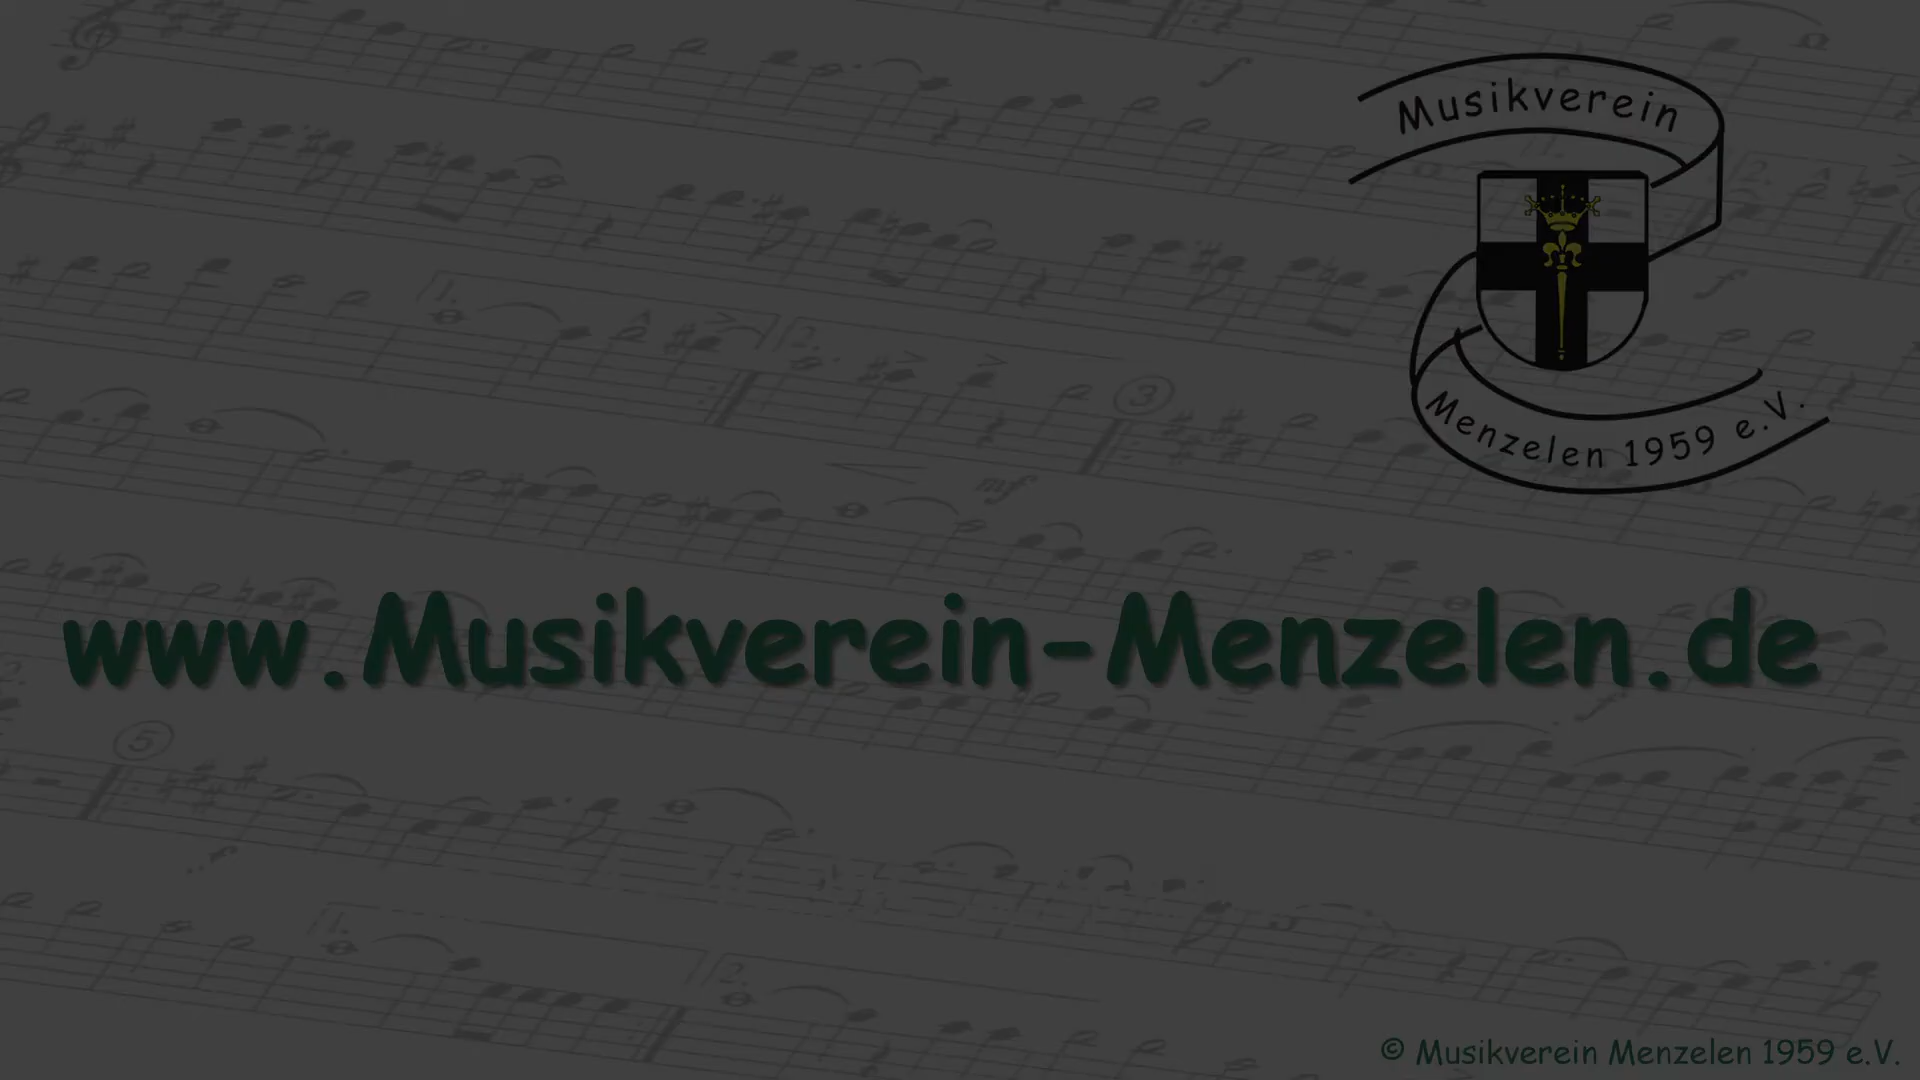 Musikverein
Menzelen 1959 e.V.
www.Musikverein-Menzelen.de
© Musikverein Menzelen 1959 e.V.